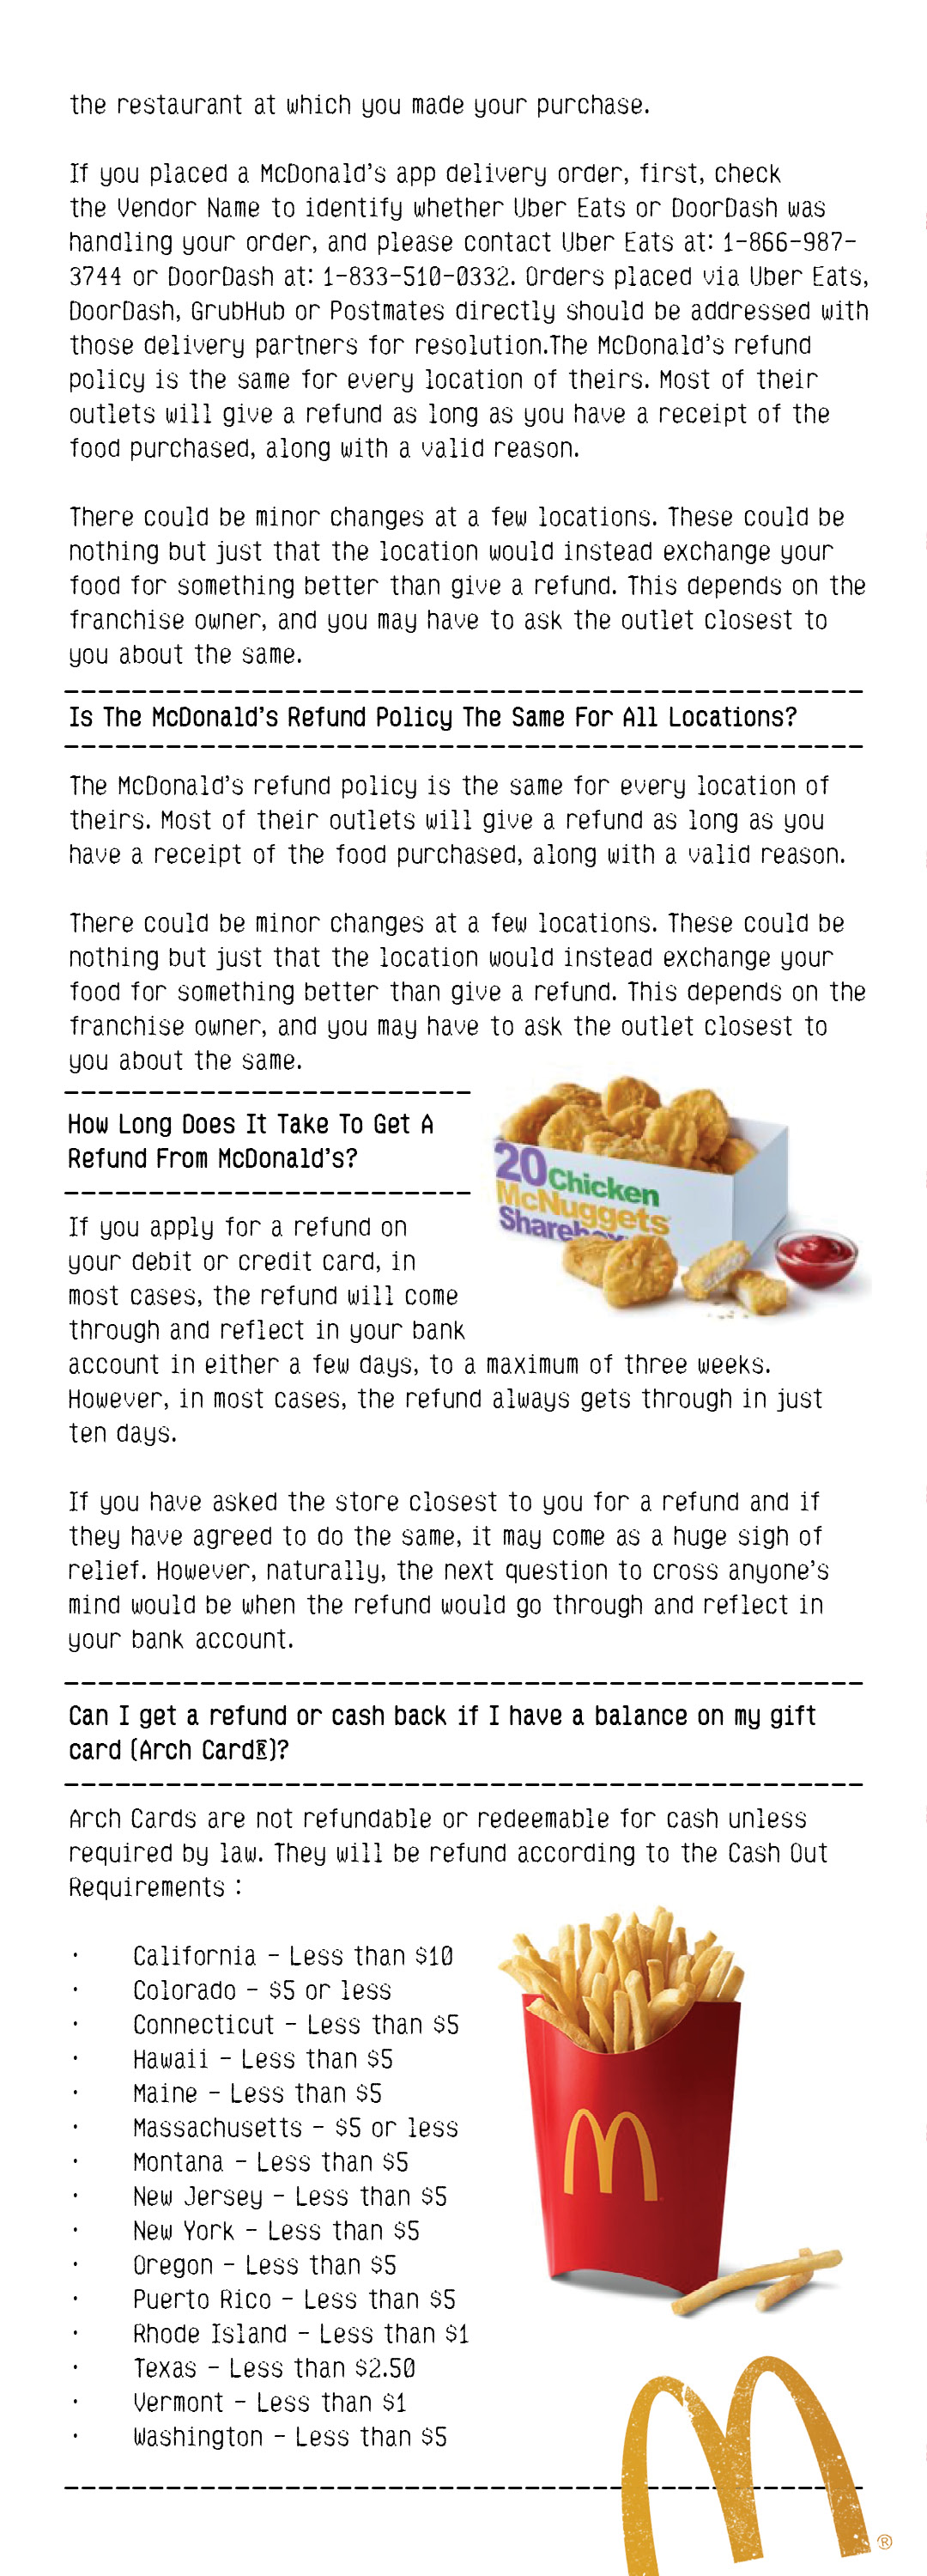 the restaurant at which you made your purchase.
If you placed a McDonald's app delivery order, first, check
the Vendor Name to identify whether Uber Eats or DoorDash was
handling your order, and please contact Uber Eats at: 1-866-987-
3744 or DoorDash at: 1-833-510-0332. Orders placed via Uber Eats,
DoorDash, GrubHub or Postmates directly should be addressed with
those delivery partners for resolution.The McDonald's refund
policy is the same for every location of theirs. Most of their
outlets will give a refund as long as you have a receipt of the
food purchased, along with a valid reason.
There could be minor changes at a few locations. These could be
nothing but just that the location would instead exchange your
food for something better than give a refund. This depends on the
franchise owner, and you may have to ask the outlet closest to
you about the same.
Is The McDonald's Refund Policy The Same For All Locations?
The McDonald's refund policy is the same for every location of
theirs. Most of their outlets will give a refund as long as you
have a receipt of the food purchased, along with a valid reason.
There could be minor changes at a few locations. These could be
nothing but just that the location would instead exchange your
food for something better than give a refund. This depends on the
franchise owner, and you may have to ask the outlet closest to
you about the same.
How Long Does It Take To Get A
Refund From McDonald's?
20 Chicken
McNuggets
Sharebox
If you apply for a refund on
your debit or credit card, in
most cases, the refund will come
through and reflect in your bank
account in either a few days, to a maximum of three weeks.
However, in most cases, the refund always gets through in just
ten days.
If you have asked the store closest to you for a refund and if
they have agreed to do the same, it may come as a huge sigh of
relief. However, naturally, the next question to cross anyone's
mind would be when the refund would go through and reflect in
your bank account.
Can I get a refund or cash back if I have a balance on my gift
card (Arch Card®)?
Arch Cards are not refundable or redeemable for cash unless
required by law. They will be refund according to the Cash Out
Requirements :
· California - Less than $10
· Colorado - $5 or less
· Connecticut - Less than $5
· Hawaii - Less than $5
· Maine - Less than $5
· Massachusetts - $5 or less
· Montana - Less than $5
· New Jersey - Less than $5
· New York - Less than $5
· Oregon - Less than $5
· Puerto Rico - Less than $5
· Rhode Island - Less than $1
· Texas - Less than $2.50
· Vermont - Less than $1
· Washington - Less than $5
®